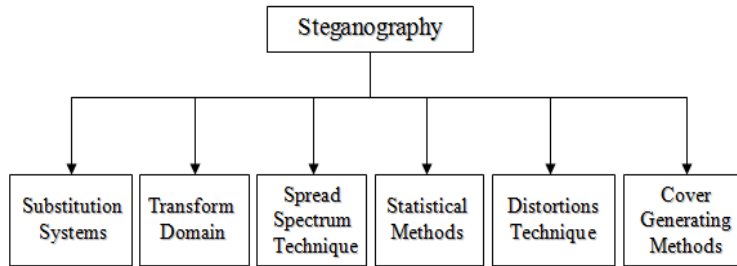 Steganography
Substitution
Systems
Transform
Domain
Spread
Spectrum
Technique
Statistical
Methods
Distortions
Technique
Cover
Generating
Methods